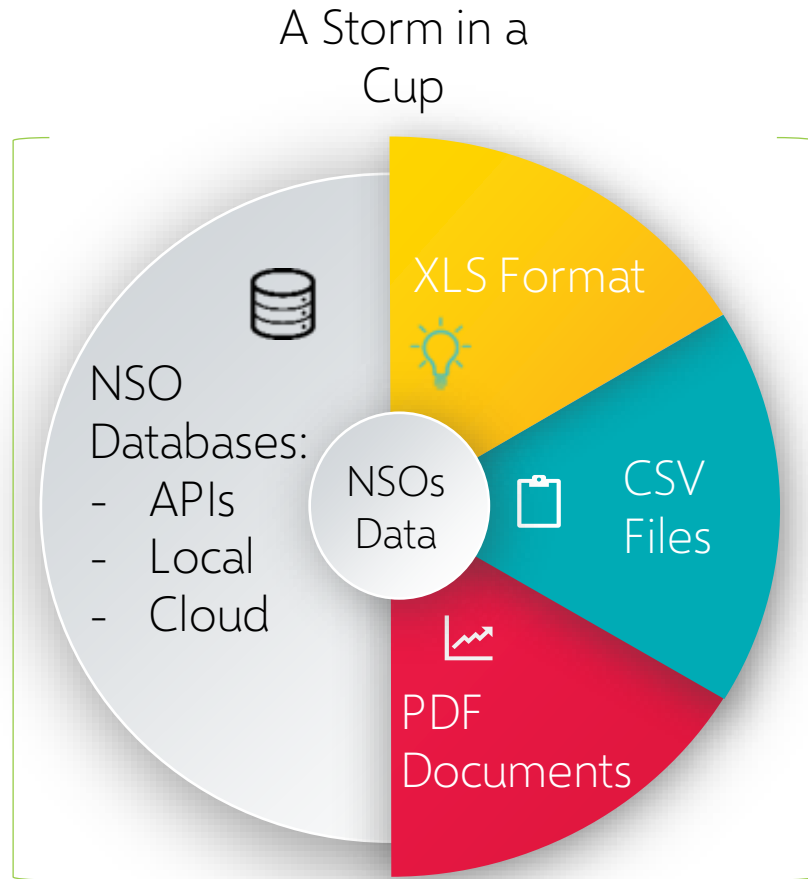 A Storm in a
Cup
XLS Format
NSO
Databases:
- APIs
- Local
- Cloud
NSOs
Data
CSV
Files
PDF
Documents